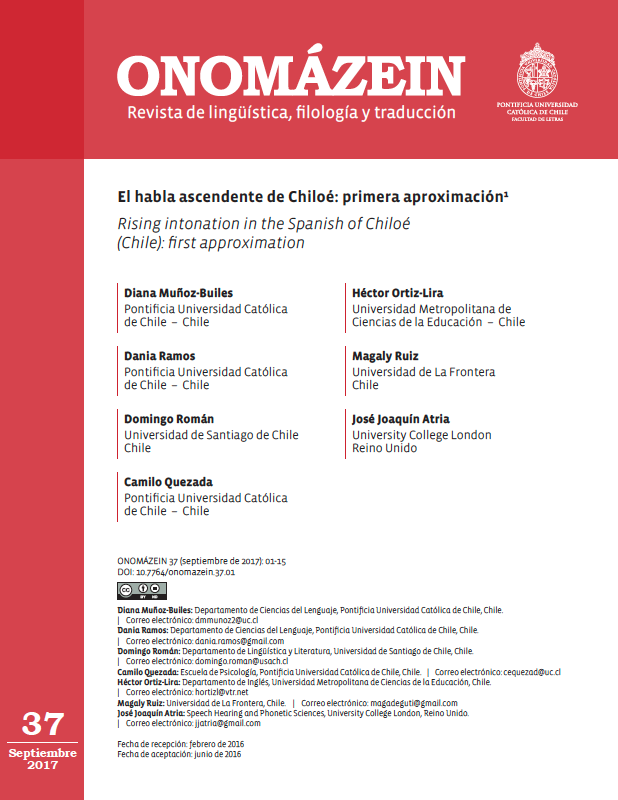 ONOMÁZEIN
Revista de lingüística, filología y traducción
PONTIFICIA UNIVERSIDAD
CATÓLICA DE CHILE
FACULTAD DE LETRAS
El habla ascendente de Chiloé: primera aproximación¹
Rising intonation in the Spanish of Chiloé
(Chile): first approximation
Diana Muñoz-Builes
Pontificia Universidad Católica
de Chile – Chile
Héctor Ortiz-Lira
Universidad Metropolitana de
Ciencias de la Educación – Chile
Dania Ramos
Pontificia Universidad Católica
de Chile – Chile
Magaly Ruiz
Universidad de La Frontera
Chile
Domingo Román
Universidad de Santiago de Chile
Chile
José Joaquín Atria
University College London
Reino Unido
Camilo Quezada
Pontificia Universidad Católica
de Chile – Chile
ONOMÁZEIN 37 (septiembre de 2017): 01-15
DOI: 10.7764/onomazein.37.01
CC BY ND
Diana Muñoz-Builes: Departamento de Ciencias del Lenguaje, Pontificia Universidad Católica de Chile, Chile.
| Correo electrónico: dmmunoz2@uc.cl
Dania Ramos: Departamento de Ciencias del Lenguaje, Pontificia Universidad Católica de Chile, Chile.
| Correo electrónico: dania.ramos@gmail.com
Domingo Román: Departamento de Lingüística y Literatura, Universidad de Santiago de Chile, Chile.
| Correo electrónico: domingo.roman@usach.cl
Camilo Quezada: Escuela de Psicología, Pontificia Universidad Católica de Chile, Chile. | Correo electrónico: cequezad@uc.cl
Héctor Ortiz-Lira: Departamento de Inglés, Universidad Metropolitana de Ciencias de la Educación, Chile.
| Correo electrónico: hortizl@vtr.net
Magaly Ruiz: Universidad de La Frontera, Chile. | Correo electrónico: magadeguti@gmail.com
José Joaquín Atria: Speech Hearing and Phonetic Sciences, University College London, Reino Unido.
| Correo electrónico: jjatria@gmail.com
Fecha de recepción: febrero de 2016
Fecha de aceptación: junio de 2016
37
Septiembre
2017